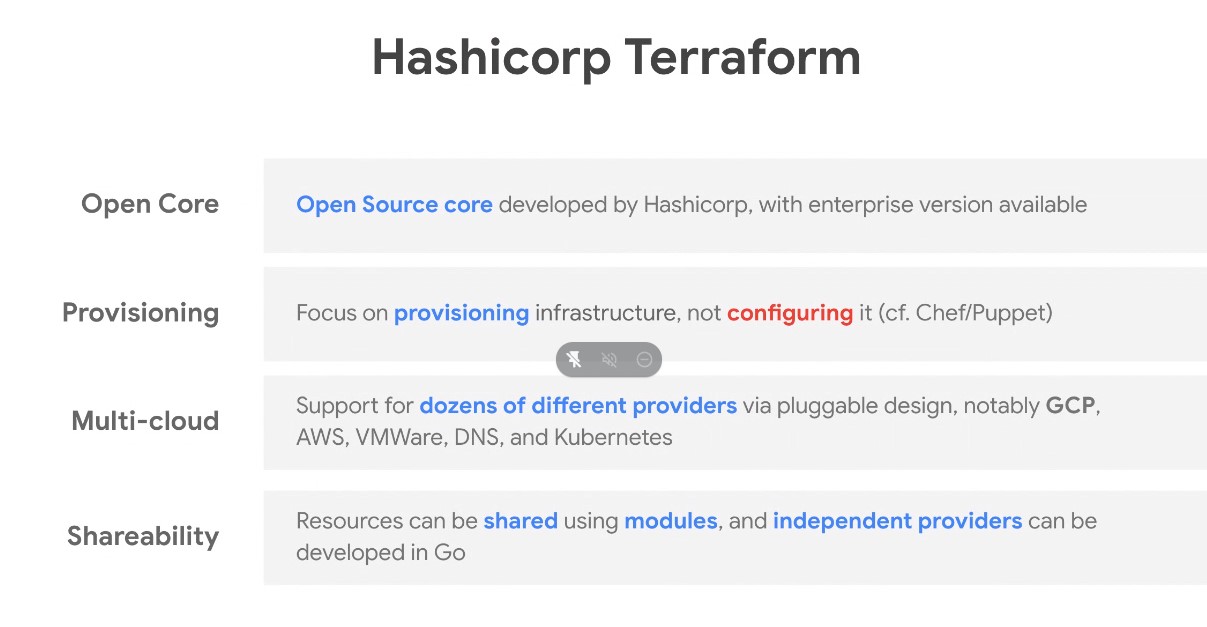 Hashicorp Terraform
Open Core
Open Source core developed by Hashicorp, with enterprise version available
Provisioning
Focus on provisioning infrastructure, not configuring it (cf. Chef/Puppet)
Multi-cloud
Support for dozens of different providers via pluggable design, notably GCP,
AWS, VMWare, DNS, and Kubernetes
Shareability
Resources can be shared using modules, and independent providers can be
developed in Go